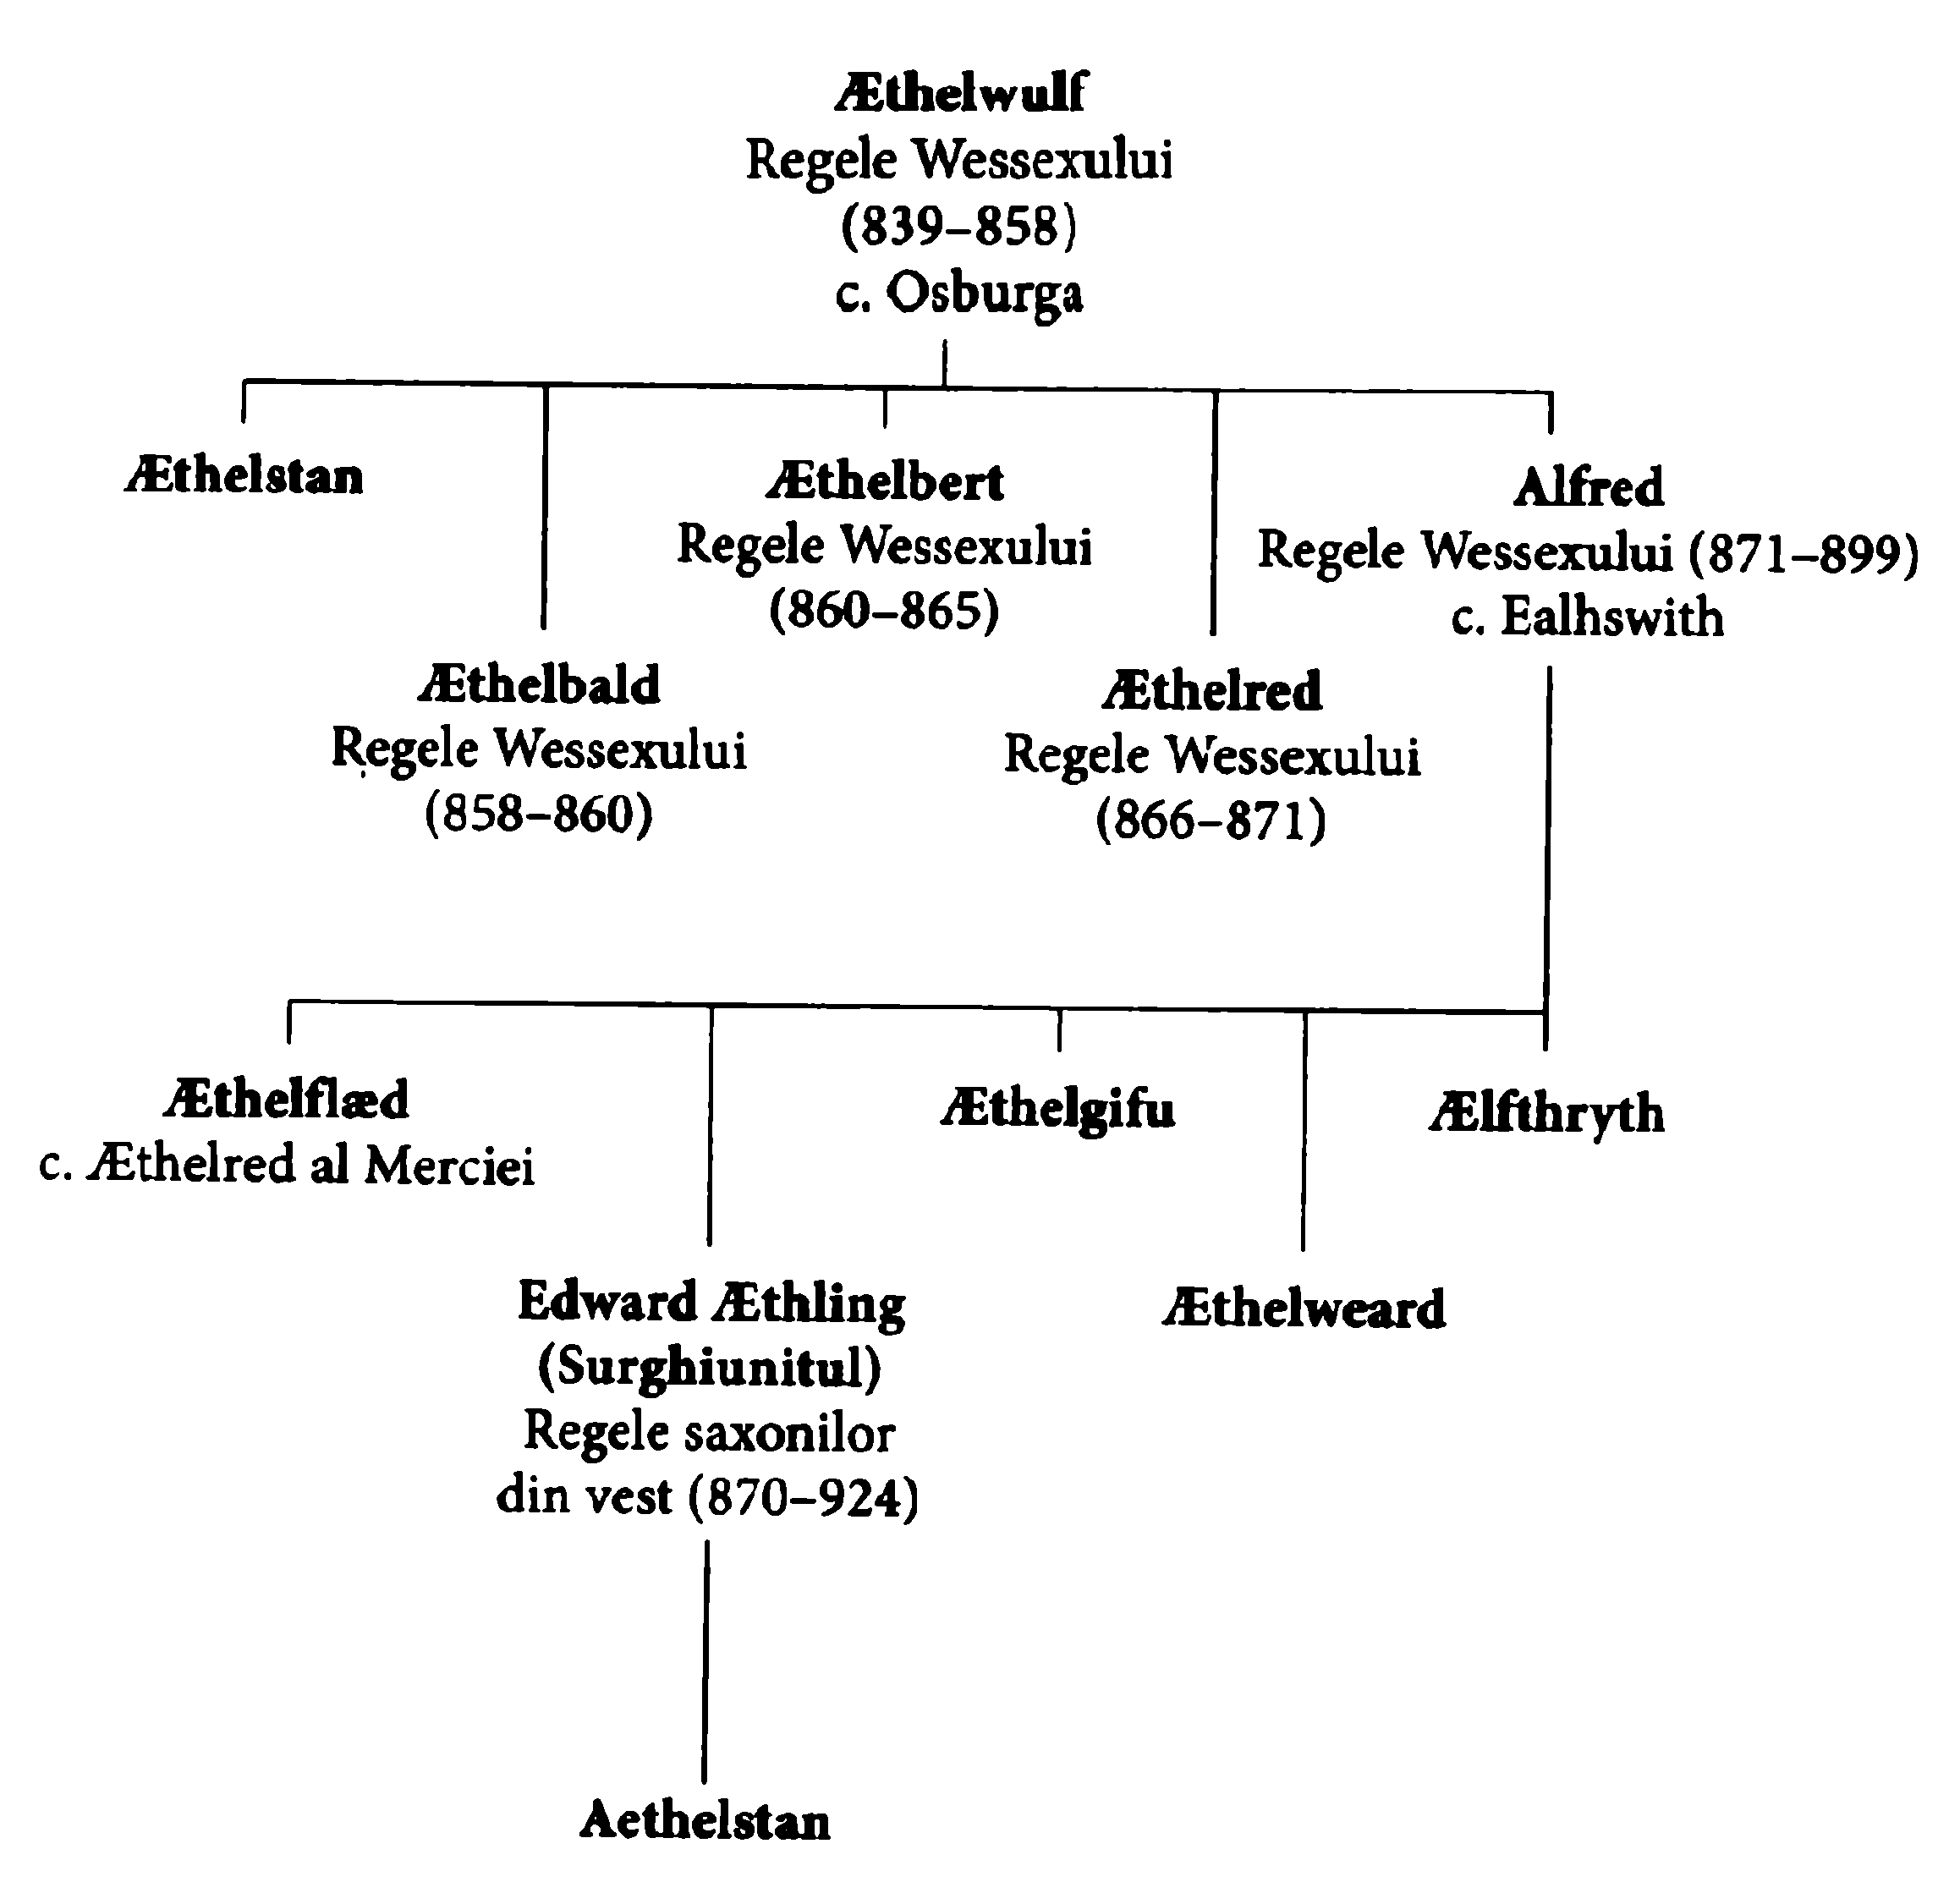 Æthelwulf
Regele Wessexului
(839–858)
c. Osburga
Æthelstan
Æthelbert
Regele Wessexului
(860–865)
Alfred
Regele Wessexului (871–899)
c. Ealhswith
Æthelbald
Regele Wessexului
(858–860)
Æthelred
Regele Wessexului
(866–871)
Æthelflæd
c. Æthelred al Merciei
Æthelgifu
Ælfthryth
Edward Æthling
(Surghiunitul)
Regele saxonilor
din vest (870–924)
Æthelweard
Aethelstan